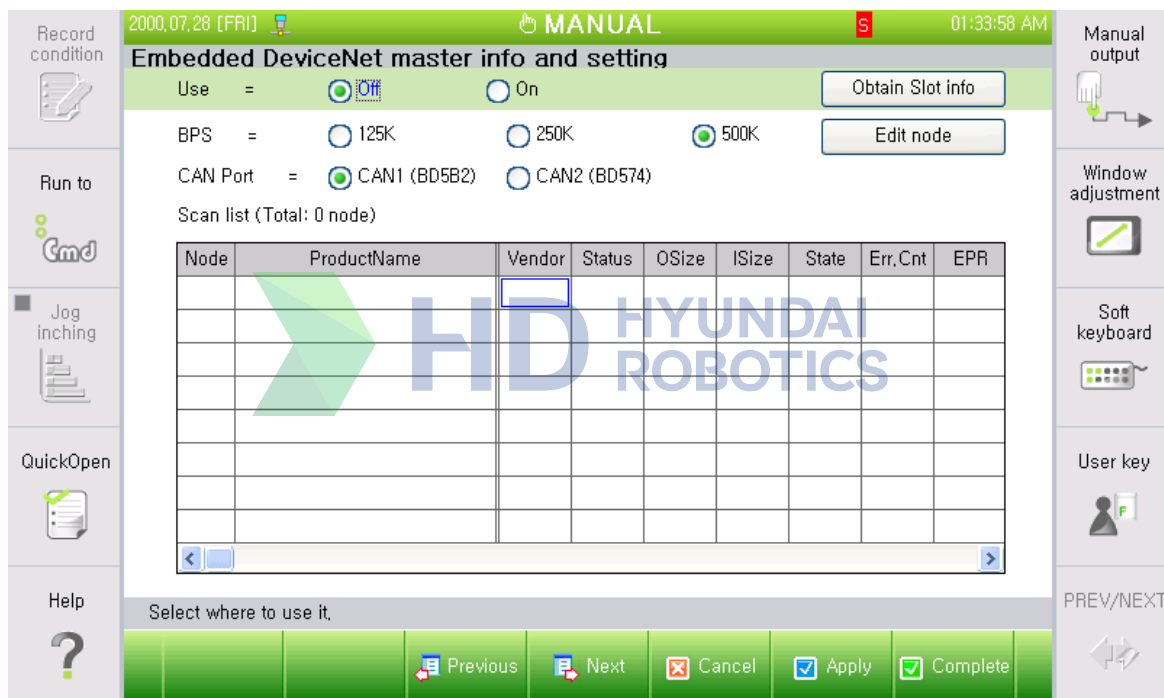 2000,07,28 [FRI] MANUAL S 01:33:58 AM
Embedded DeviceNet master info and setting
Use = Off On Obtain Slot info
BPS = 125K 250K 500K Edit node
CAN Port = CAN1 (BD5B2) CAN2 (BD574)
Scan list (Total: 0 node)
Node ProductName Vendor Status OSize ISize State Err,Cnt EPR
HD HYUNDAI
ROBOTICS
Select where to use it,
Previous Next Cancel Apply Complete
Record
condition
Run to
Cmd
Jog
inching
QuickOpen
Help
?
Manual
output
Window
adjustment
Soft
keyboard
User key
F
PREV/NEXT